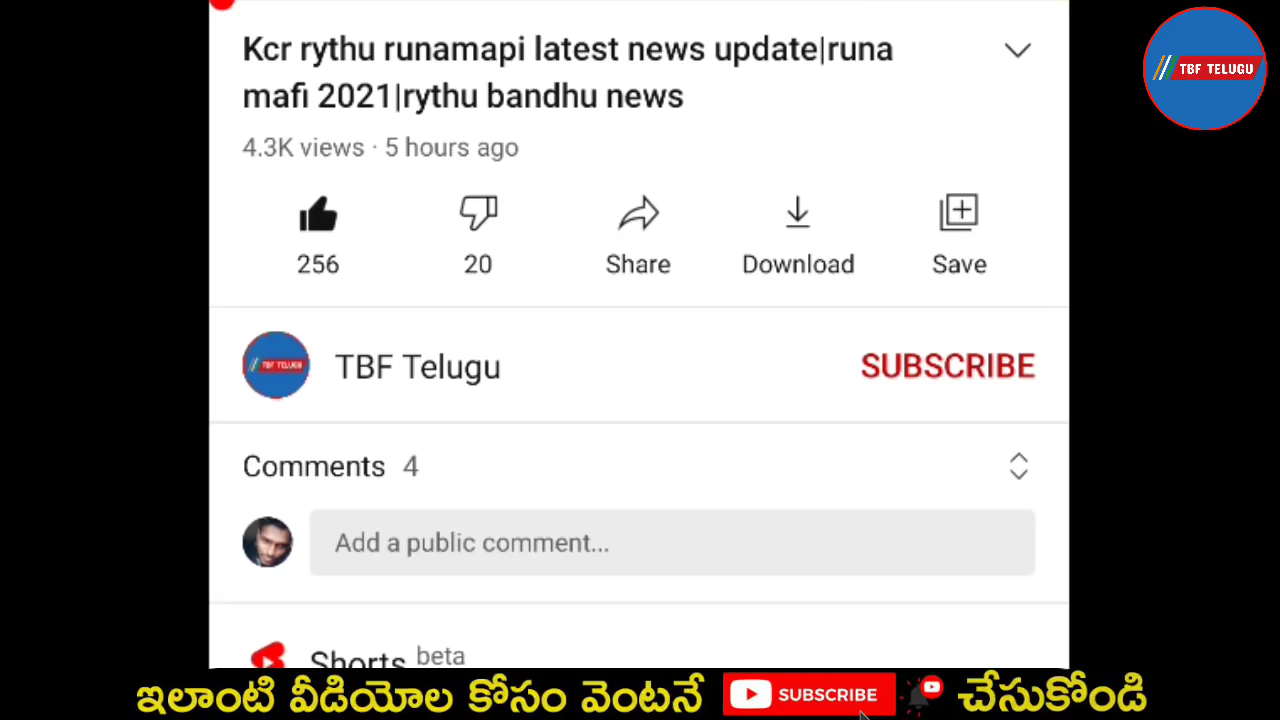 Kcr rythu runamapi latest news update|runa
mafi 2021|rythu bandhu news
4.3K views · 5 hours ago
256 20 Share Download Save
TBF TELUGU
TBF TELUGU
TBF Telugu SUBSCRIBE
Comments 4
Add a public comment...
Shorts beta
ఇలాంటి వీడియోల కోసం వెంటనే SUBSCRIBE చేసుకోండి